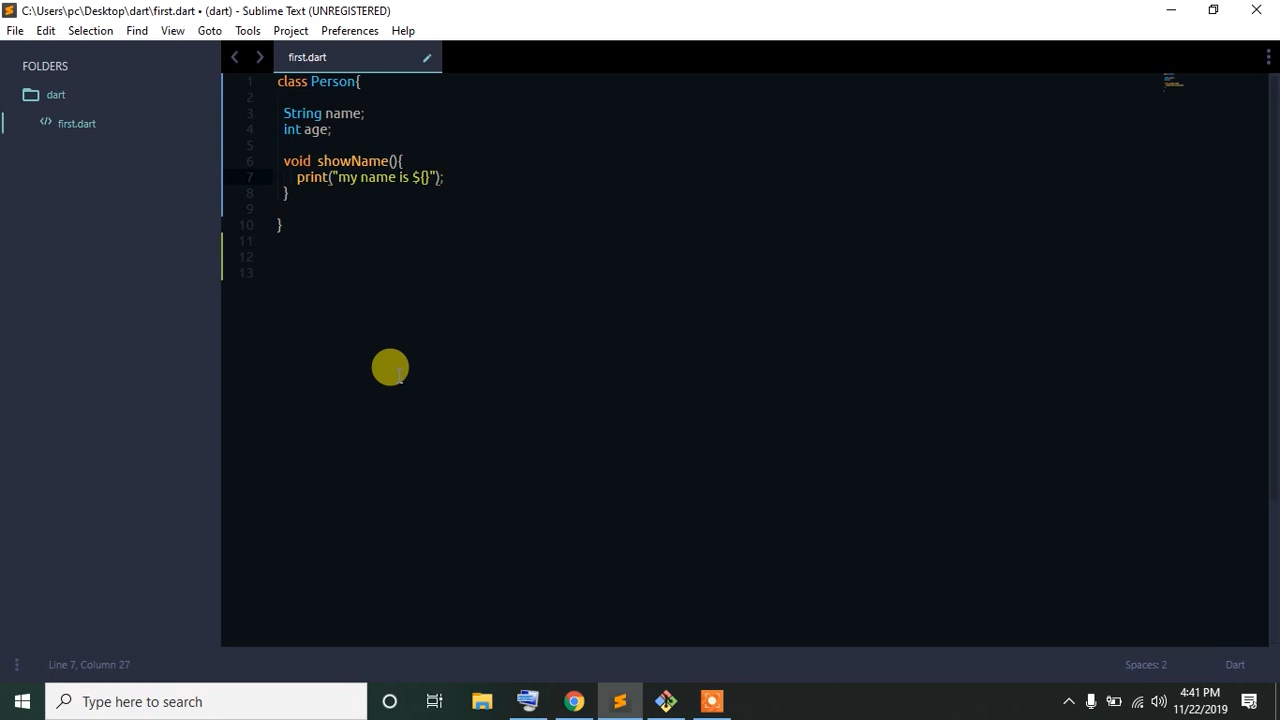 C:\Users\pc\Desktop\dart\first.dart • (dart) - Sublime Text (UNREGISTERED)
File Edit Selection Find View Goto Tools Project Preferences Help
FOLDERS
dart
first.dart
first.dart
1 class Person{
2
3 String name;
4 int age;
5
6 void  showName(){
7 print("my name is ${}");
8 }
9
10 }
11
12
13
Line 7, Column 27
Spaces: 2
Dart
Type here to search
4:41 PM
11/22/2019